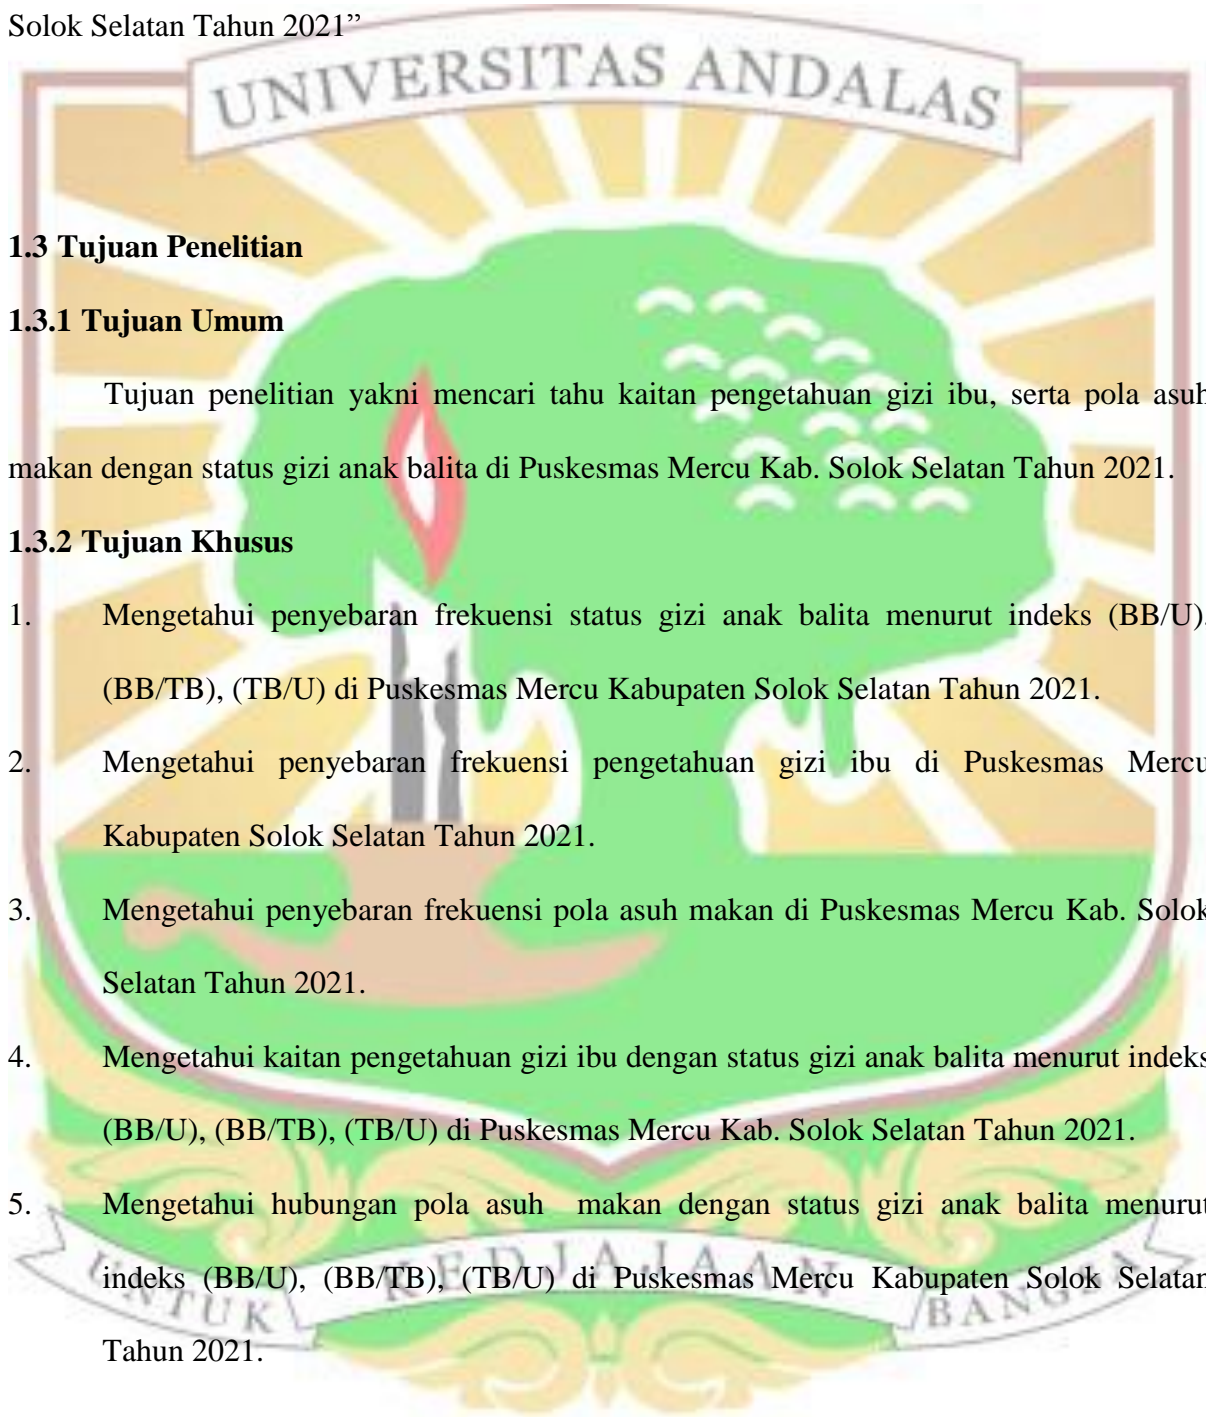 Solok Selatan Tahun 2021”
UNIVERSITAS ANDALAS
1.3 Tujuan Penelitian
1.3.1 Tujuan Umum
Tujuan penelitian yakni mencari tahu kaitan pengetahuan gizi ibu, serta pola asuh
makan dengan status gizi anak balita di Puskesmas Mercu Kab. Solok Selatan Tahun 2021.
1.3.2 Tujuan Khusus
1. Mengetahui penyebaran frekuensi status gizi anak balita menurut indeks (BB/U),
(BB/TB), (TB/U) di Puskesmas Mercu Kabupaten Solok Selatan Tahun 2021.
2. Mengetahui penyebaran frekuensi pengetahuan gizi ibu di Puskesmas Mercu
Kabupaten Solok Selatan Tahun 2021.
3. Mengetahui penyebaran frekuensi pola asuh makan di Puskesmas Mercu Kab. Solok
Selatan Tahun 2021.
4. Mengetahui kaitan pengetahuan gizi ibu dengan status gizi anak balita menurut indeks
(BB/U), (BB/TB), (TB/U) di Puskesmas Mercu Kab. Solok Selatan Tahun 2021.
5. Mengetahui hubungan pola asuh makan dengan status gizi anak balita menurut
indeks (BB/U), (BB/TB), (TB/U) di Puskesmas Mercu Kabupaten Solok Selatan
Tahun 2021.
UNTUK KEDJAJAAN BANGSA